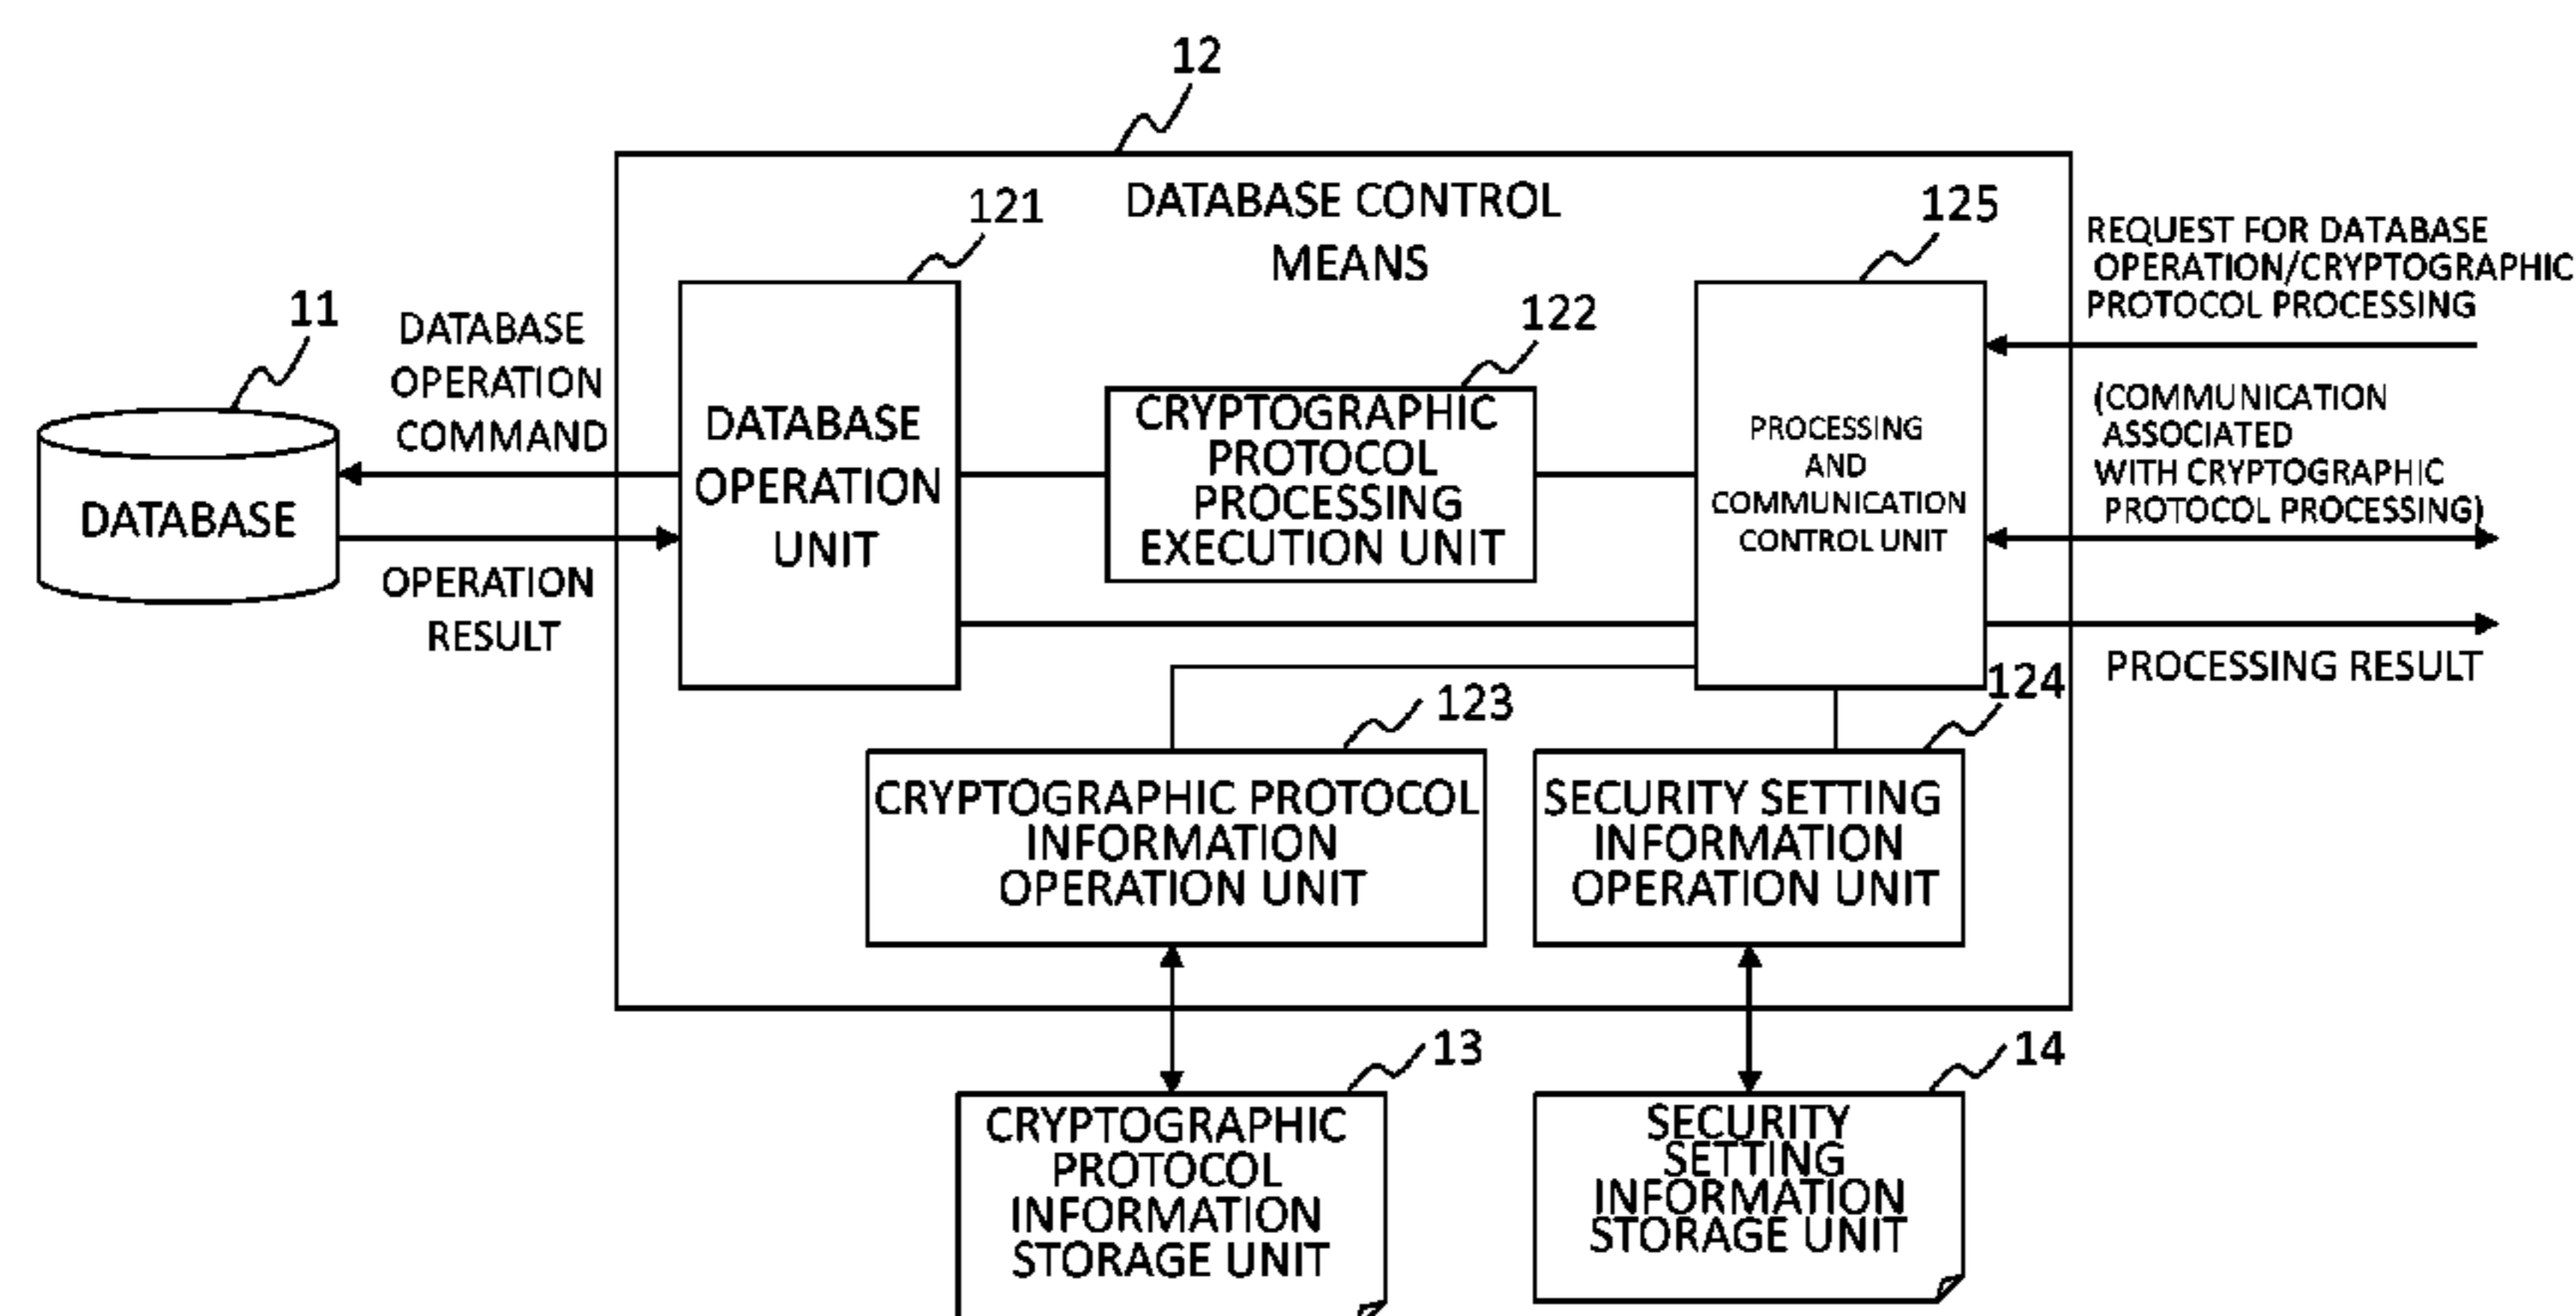 12
DATABASE CONTROL
MEANS
121
125
REQUEST FOR DATABASE
OPERATION/CRYPTOGRAPHIC
PROTOCOL PROCESSING
11
DATABASE
OPERATION
COMMAND
122
DATABASE
OPERATION
UNIT
CRYPTOGRAPHIC
PROTOCOL
PROCESSING
EXECUTION UNIT
PROCESSING
AND
COMMUNICATION
CONTROL UNIT
(COMMUNICATION
ASSOCIATED
WITH CRYPTOGRAPHIC
PROTOCOL PROCESSING)
DATABASE
OPERATION
RESULT
PROCESSING RESULT
123
124
CRYPTOGRAPHIC PROTOCOL
INFORMATION
OPERATION UNIT
SECURITY SETTING
INFORMATION
OPERATION UNIT
13
14
CRYPTOGRAPHIC
PROTOCOL
INFORMATION
STORAGE UNIT
SECURITY
SETTING
INFORMATION
STORAGE UNIT